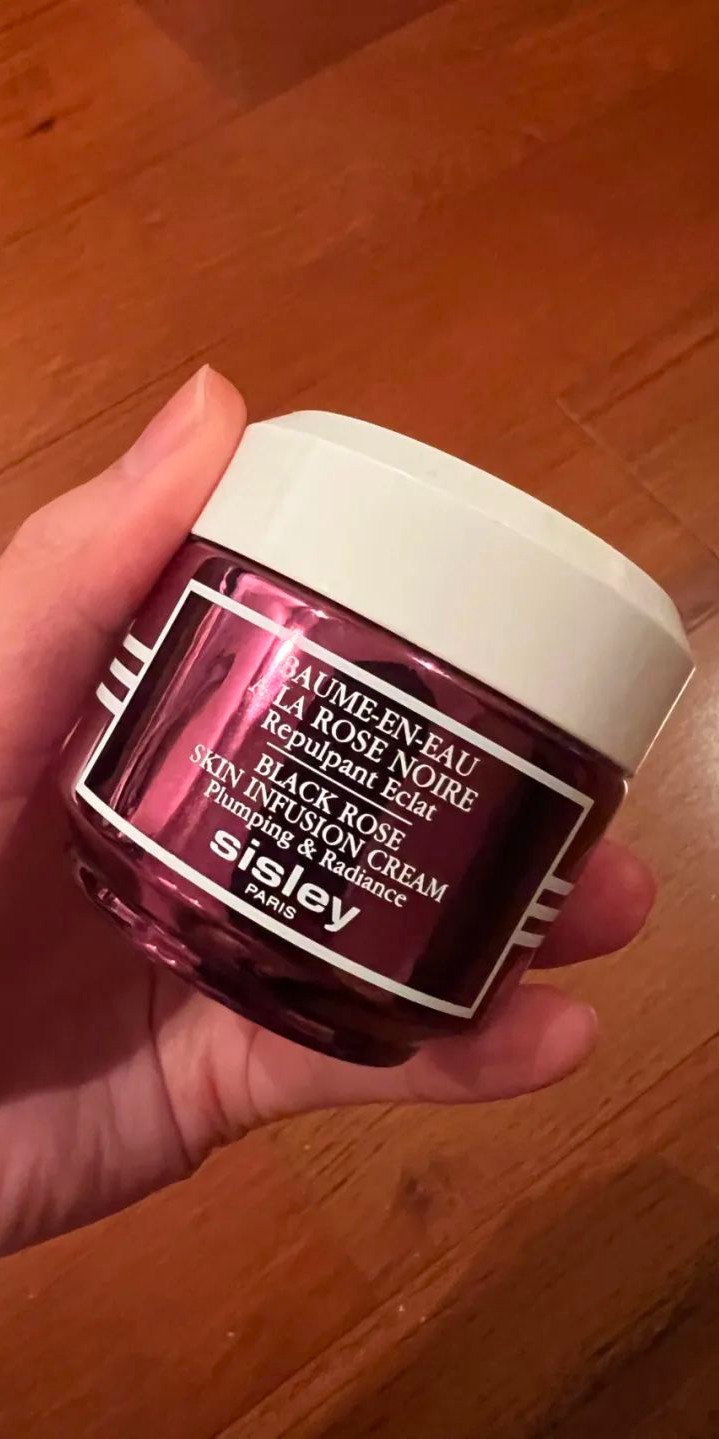 BAUME-EN-EAU
À LA ROSE NOIRE
Repulpant Eclat
BLACK ROSE
SKIN INFUSION CREAM
Plumping & Radiance
sisley
PARIS